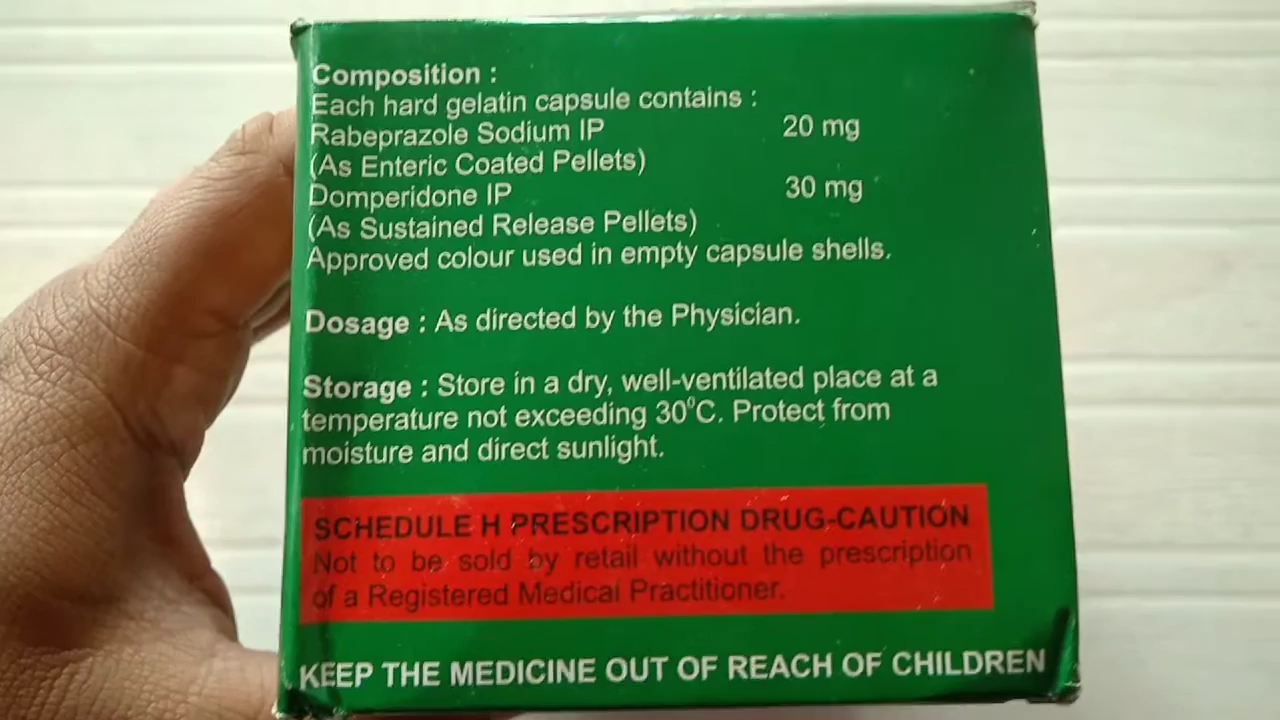 Composition :
Each hard gelatin capsule contains :
Rabeprazole Sodium IP 20 mg
(As Enteric Coated Pellets)
Domperidone IP 30 mg
(As Sustained Release Pellets)
Approved colour used in empty capsule shells.
Dosage : As directed by the Physician.
Storage : Store in a dry, well-ventilated place at a
temperature not exceeding 30⁰C. Protect from
moisture and direct sunlight.
SCHEDULE H PRESCRIPTION DRUG-CAUTION
Not to be sold by retail without the prescription
of a Registered Medical Practitioner.
KEEP THE MEDICINE OUT OF REACH OF CHILDREN